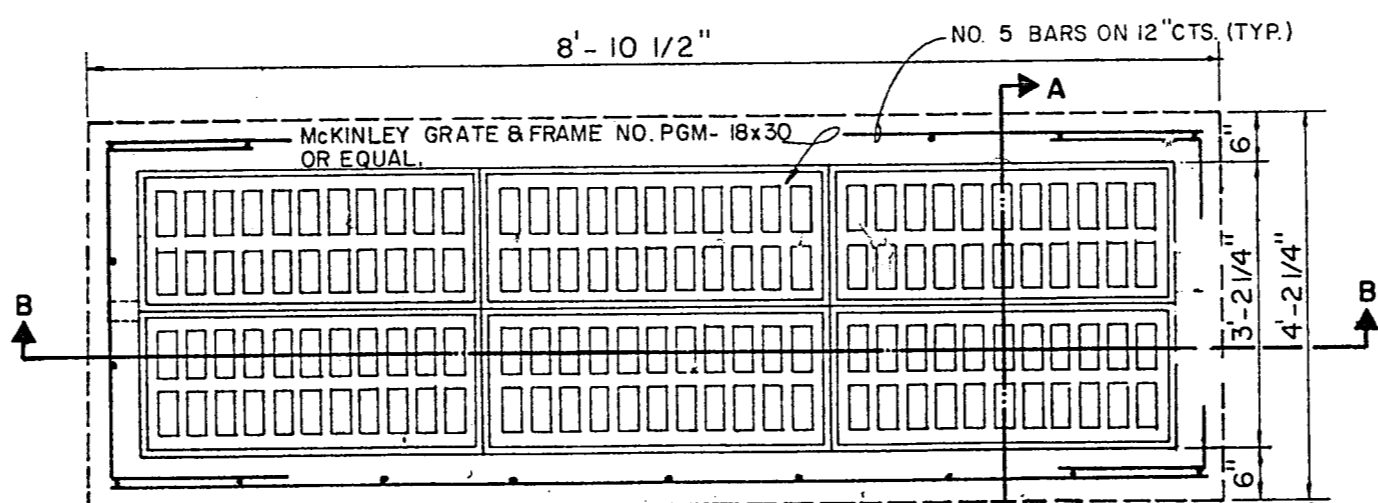 8'- 10 1/2"
NO. 5 BARS ON 12"CTS. (TYP.)
A
McKINLEY GRATE & FRAME NO. PGM- 18x30
OR EQUAL.
6"
B
B
3'-2 1/4"
4'-2 1/4"
6"